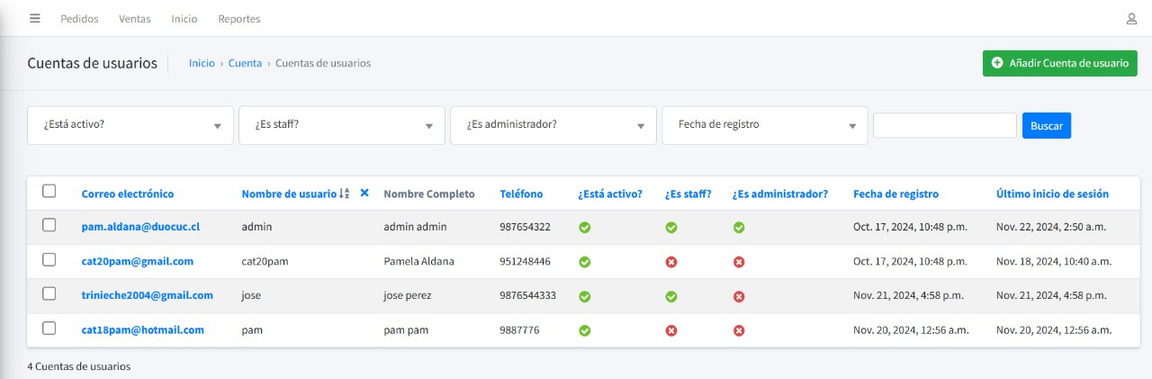 Pedidos Ventas Inicio Reportes
Cuentas de usuarios Inicio › Cuenta › Cuentas de usuarios Añadir Cuenta de usuario
¿Está activo? ¿Es staff? ¿Es administrador? Fecha de registro Buscar
Correo electrónico Nombre de usuario Nombre Completo Teléfono ¿Está activo? ¿Es staff? ¿Es administrador? Fecha de registro Último inicio de sesión
pam.aldana@duocuc.cl admin admin admin 987654322 Oct. 17, 2024, 10:48 p.m. Nov. 22, 2024, 2:50 a.m.
cat20pam@gmail.com cat20pam Pamela Aldana 951248446 Oct. 17, 2024, 10:48 p.m. Nov. 18, 2024, 10:40 a.m.
trinieche2004@gmail.com jose jose perez 9876544333 Nov. 21, 2024, 4:58 p.m. Nov. 21, 2024, 4:58 p.m.
cat18pam@hotmail.com pam pam pam 9887776 Nov. 20, 2024, 12:56 a.m. Nov. 20, 2024, 12:56 a.m.
4 Cuentas de usuarios